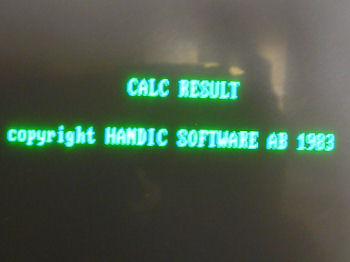 CALC RESULT
copyright HANDIC SOFTWARE AB 1983